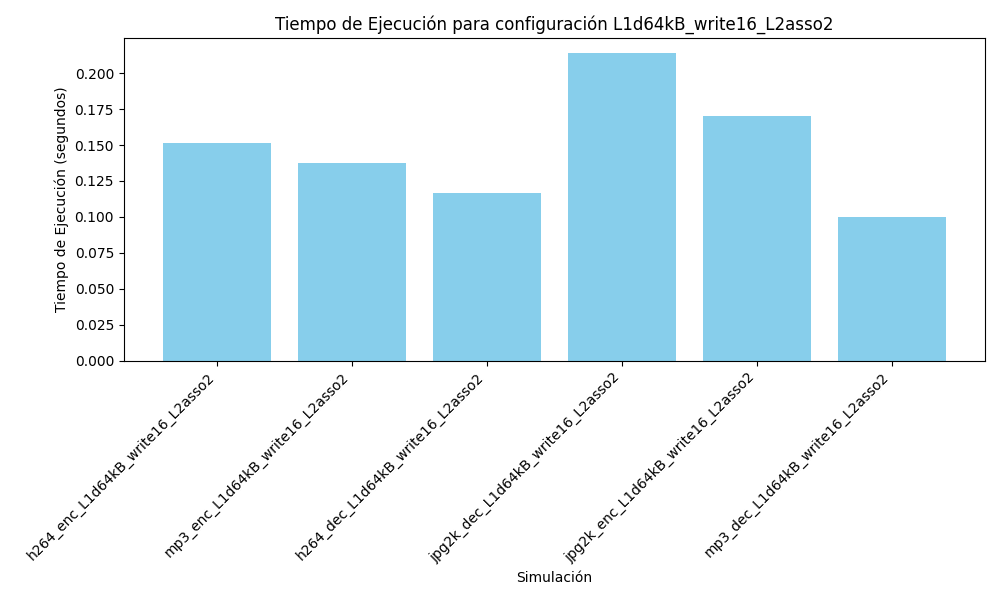 Tiempo de Ejecución para configuración L1d64kB_write16_L2asso2
Tiempo de Ejecución (segundos)
0.200
0.175
0.150
0.125
0.100
0.075
0.050
0.025
0.000
h264_enc_L1d64kB_write16_L2asso2
mp3_enc_L1d64kB_write16_L2asso2
h264_dec_L1d64kB_write16_L2asso2
jpg2k_dec_L1d64kB_write16_L2asso2
jpg2k_enc_L1d64kB_write16_L2asso2
mp3_dec_L1d64kB_write16_L2asso2
Simulación